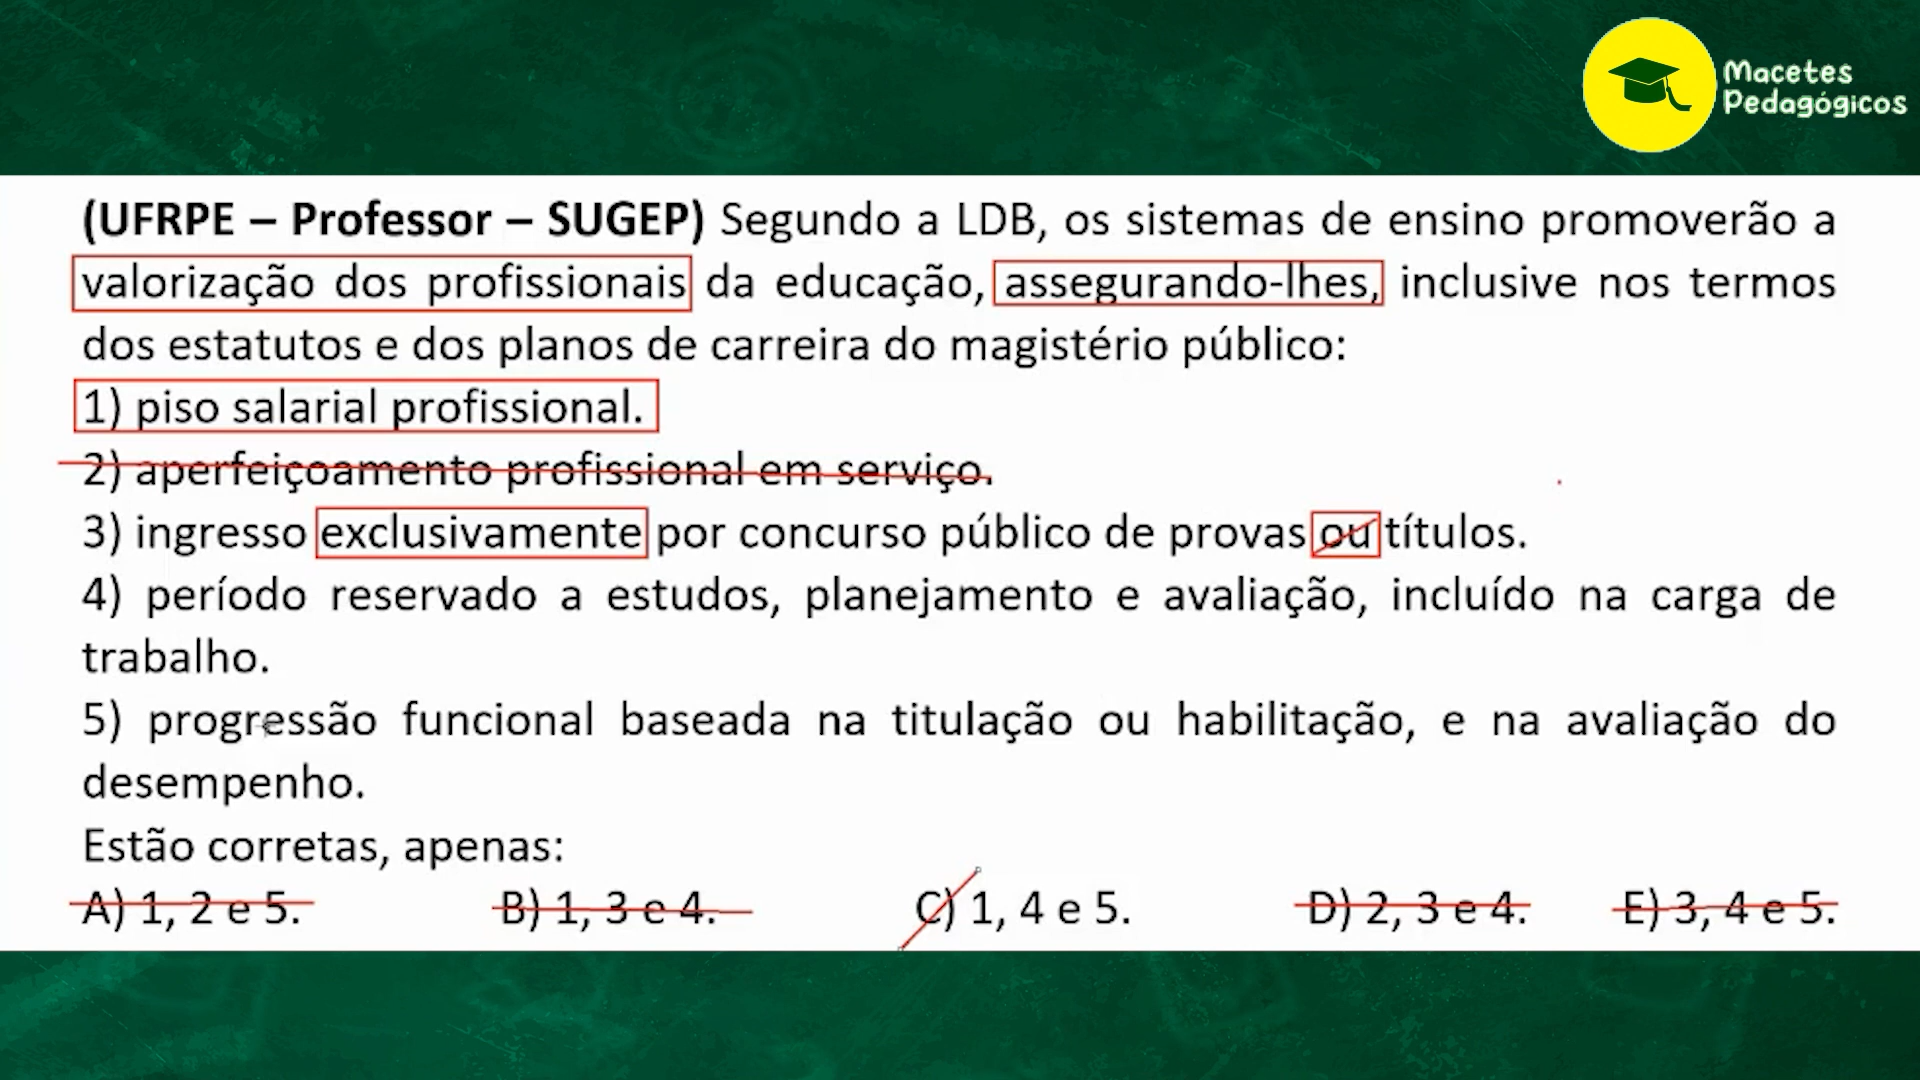 Macetes
Pedagógicos
(UFRPE – Professor – SUGEP) Segundo a LDB, os sistemas de ensino promoverão a
valorização dos profissionais da educação, assegurando-lhes, inclusive nos termos
dos estatutos e dos planos de carreira do magistério público:
1) piso salarial profissional.
2) aperfeiçoamento profissional em serviço.
3) ingresso exclusivamente por concurso público de provas ou títulos.
4) período reservado a estudos, planejamento e avaliação, incluído na carga de
trabalho.
5) progressão funcional baseada na titulação ou habilitação, e na avaliação do
desempenho.
Estão corretas, apenas:
A) 1, 2 e 5. B) 1, 3 e 4. C) 1, 4 e 5. D) 2, 3 e 4. E) 3, 4 e 5.